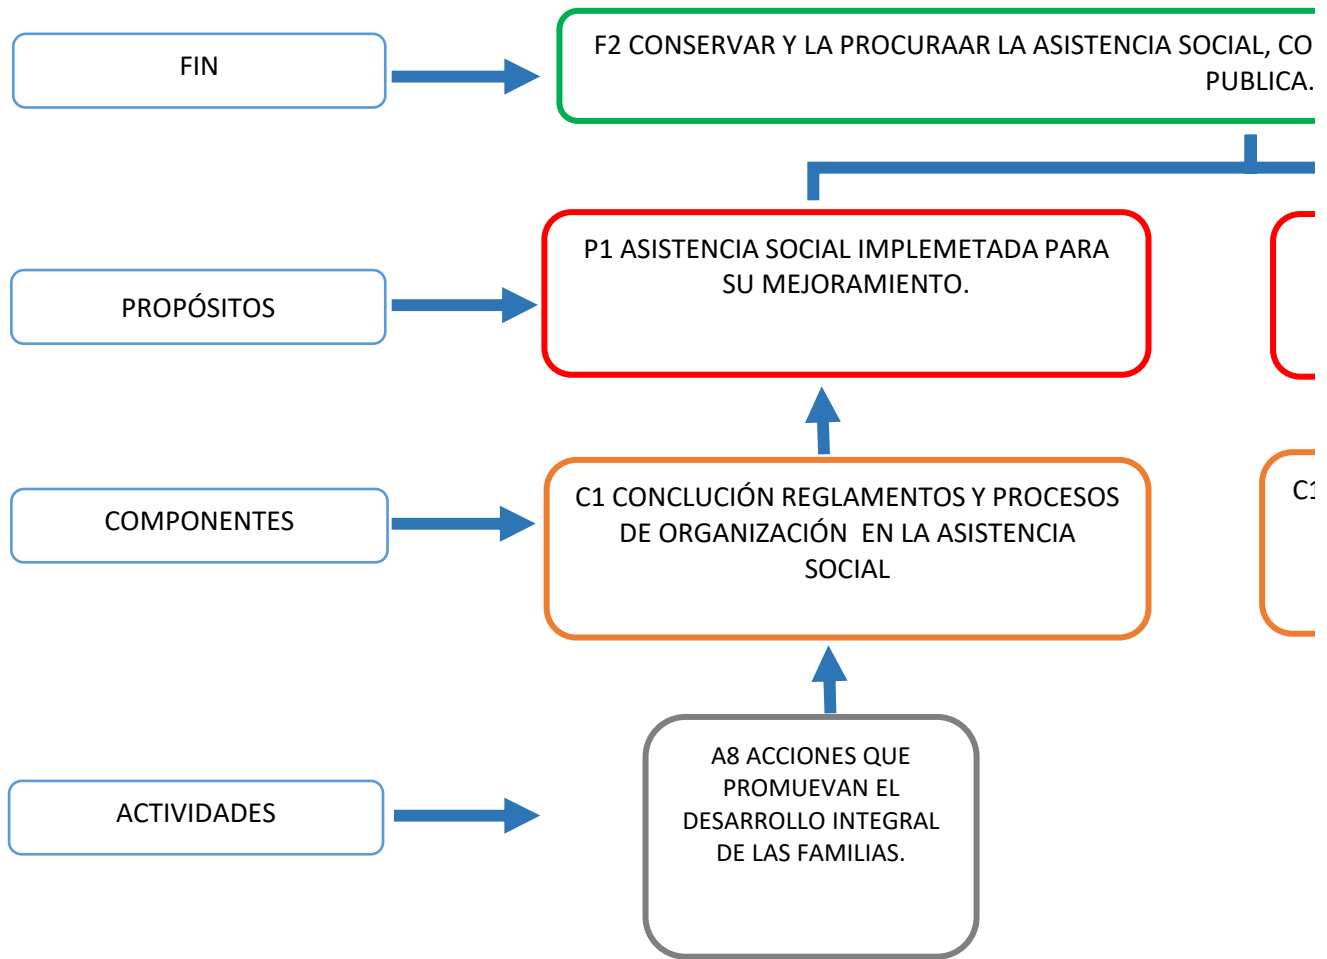 FIN
F2 CONSERVAR Y LA PROCURAAR LA ASISTENCIA SOCIAL, CO
PUBLICA.
PROPÓSITOS
P1 ASISTENCIA SOCIAL IMPLEMETADA PARA
SU MEJORAMIENTO.
COMPONENTES
C1 CONCLUCIÓN REGLAMENTOS Y PROCESOS
DE ORGANIZACIÓN EN LA ASISTENCIA
SOCIAL
C1
ACTIVIDADES
A8 ACCIONES QUE
PROMUEVAN EL
DESARROLLO INTEGRAL
DE LAS FAMILIAS.